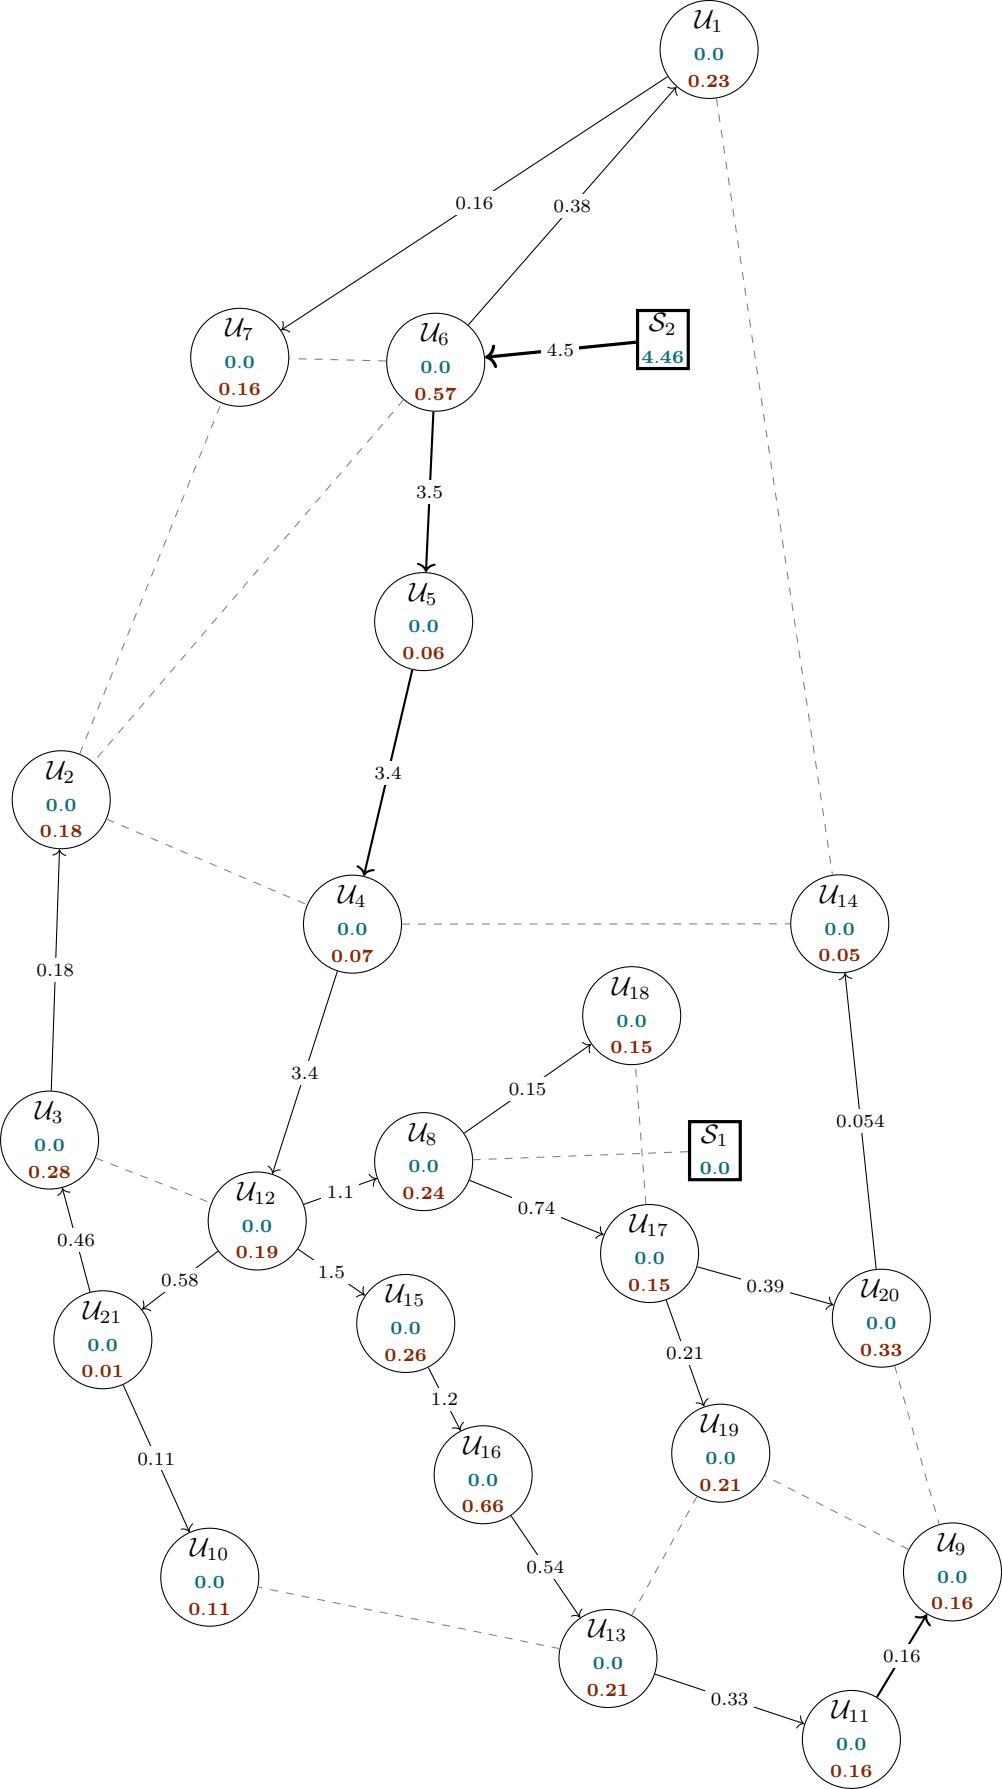 𝒰₁
0.0
0.23
0.16
0.38
𝒰₇
0.0
0.16
𝒰₆
0.0
0.57
4.5
𝒮₂
4.46
3.5
𝒰₅
0.0
0.06
3.4
𝒰₂
0.0
0.18
𝒰₄
0.0
0.07
𝒰₁₄
0.0
0.05
0.18
𝒰₁₈
0.0
0.15
3.4
0.15
0.054
𝒰₃
0.0
0.28
𝒰₈
0.0
0.24
𝒮₁
0.0
𝒰₁₂
0.0
0.19
1.1
0.74
𝒰₁₇
0.0
0.15
0.46
0.58
1.5
0.39
𝒰₂₁
0.0
0.01
𝒰₁₅
0.0
0.26
𝒰₂₀
0.0
0.33
0.21
1.2
0.11
𝒰₁₆
0.0
0.66
𝒰₁₉
0.0
0.21
𝒰₁₀
0.0
0.11
0.54
𝒰₉
0.0
0.16
𝒰₁₃
0.0
0.21
0.16
0.33
𝒰₁₁
0.0
0.16